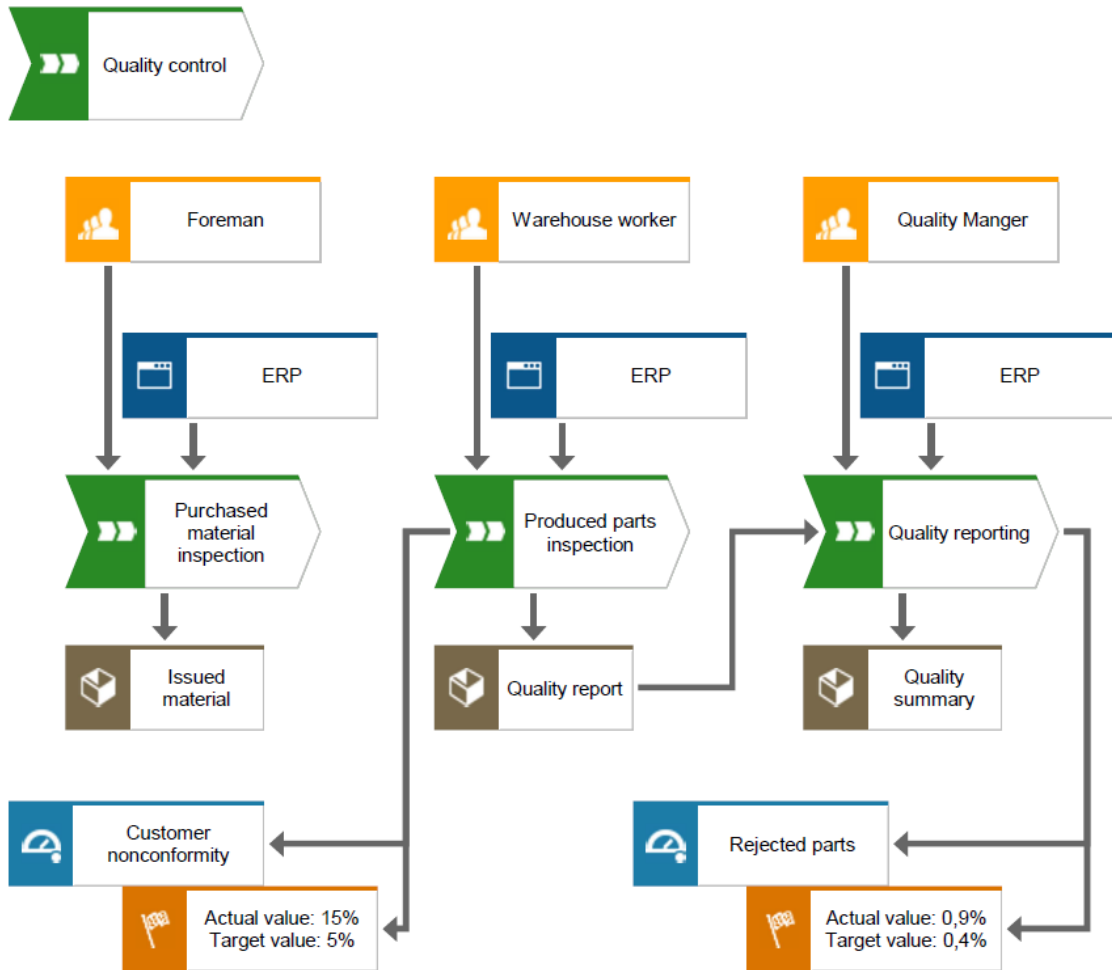 Quality control
Foreman
Warehouse worker
Quality Manger
ERP
ERP
ERP
Purchased
material
inspection
Produced parts
inspection
Quality reporting
Issued
material
Quality report
Quality
summary
Customer
nonconformity
Rejected parts
Actual value: 15%
Target value: 5%
Actual value: 0,9%
Target value: 0,4%